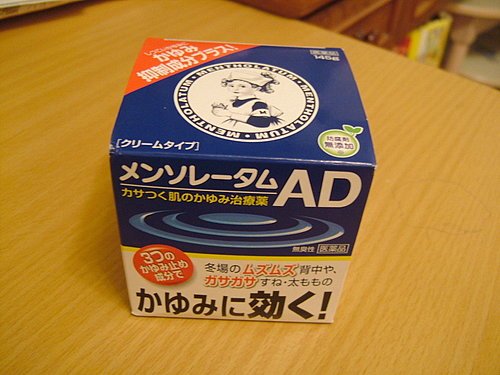 かゆみ
抑制成分プラス!
医薬品
145g
MENTHOLATUM・MENTHOLATUM・MENTHOLATUM・MENTHOLATUM
防腐剤
無添加
[クリームタイプ]
メンソレータムAD
カサつく肌のかゆみ治療薬
無臭性 医薬品
3つの
かゆみ止め
成分で
冬場のムズムズ背中や、
ガサガサすね・太ももの
かゆみに効く!